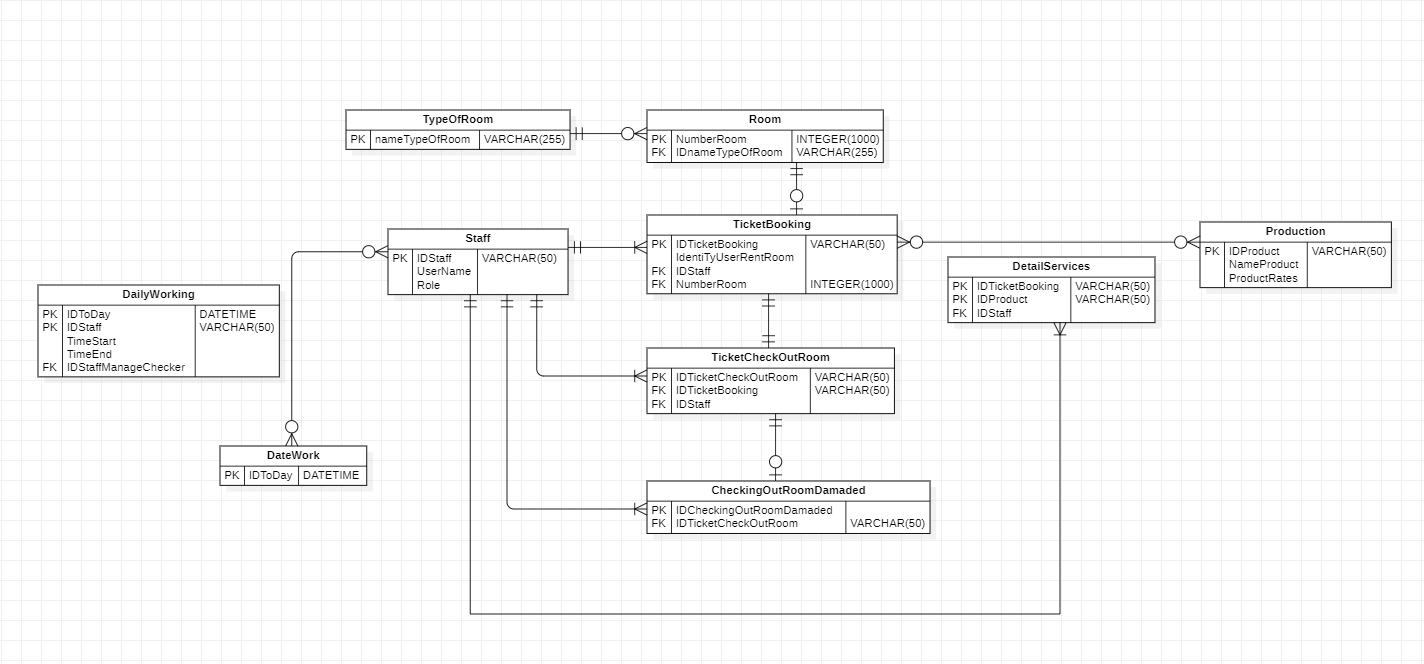 TypeOfRoom
PK nameTypeOfRoom VARCHAR(255)
Room
PK NumberRoom INTEGER(1000)
FK IDnameTypeOfRoom VARCHAR(255)
TicketBooking
PK IDTicketBooking VARCHAR(50)
IdentiTyUserRentRoom
FK IDStaff
FK NumberRoom INTEGER(1000)
Staff
PK IDStaff VARCHAR(50)
UserName
Role
Production
PK IDProduct VARCHAR(50)
NameProduct
ProductRates
DetailServices
PK IDTicketBooking VARCHAR(50)
PK IDProduct VARCHAR(50)
FK IDStaff
DailyWorking
PK IDToDay DATETIME
PK IDStaff VARCHAR(50)
TimeStart
TimeEnd
FK IDStaffManageChecker
TicketCheckOutRoom
PK IDTicketCheckOutRoom VARCHAR(50)
FK IDTicketBooking VARCHAR(50)
FK IDStaff
DateWork
PK IDToDay DATETIME
CheckingOutRoomDamaded
PK IDCheckingOutRoomDamaded
FK IDTicketCheckOutRoom VARCHAR(50)